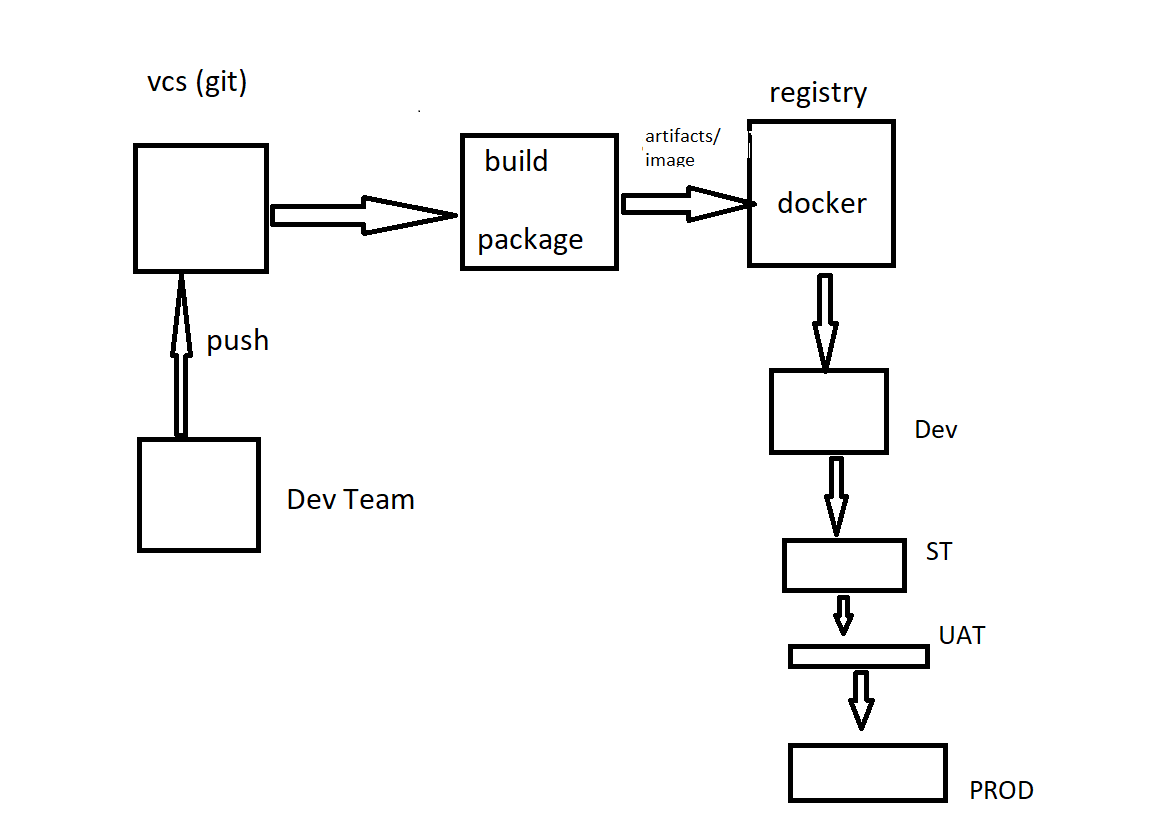 vcs (git)
registry
artifacts/
image
build
package
docker
push
Dev Team
Dev
ST
UAT
PROD